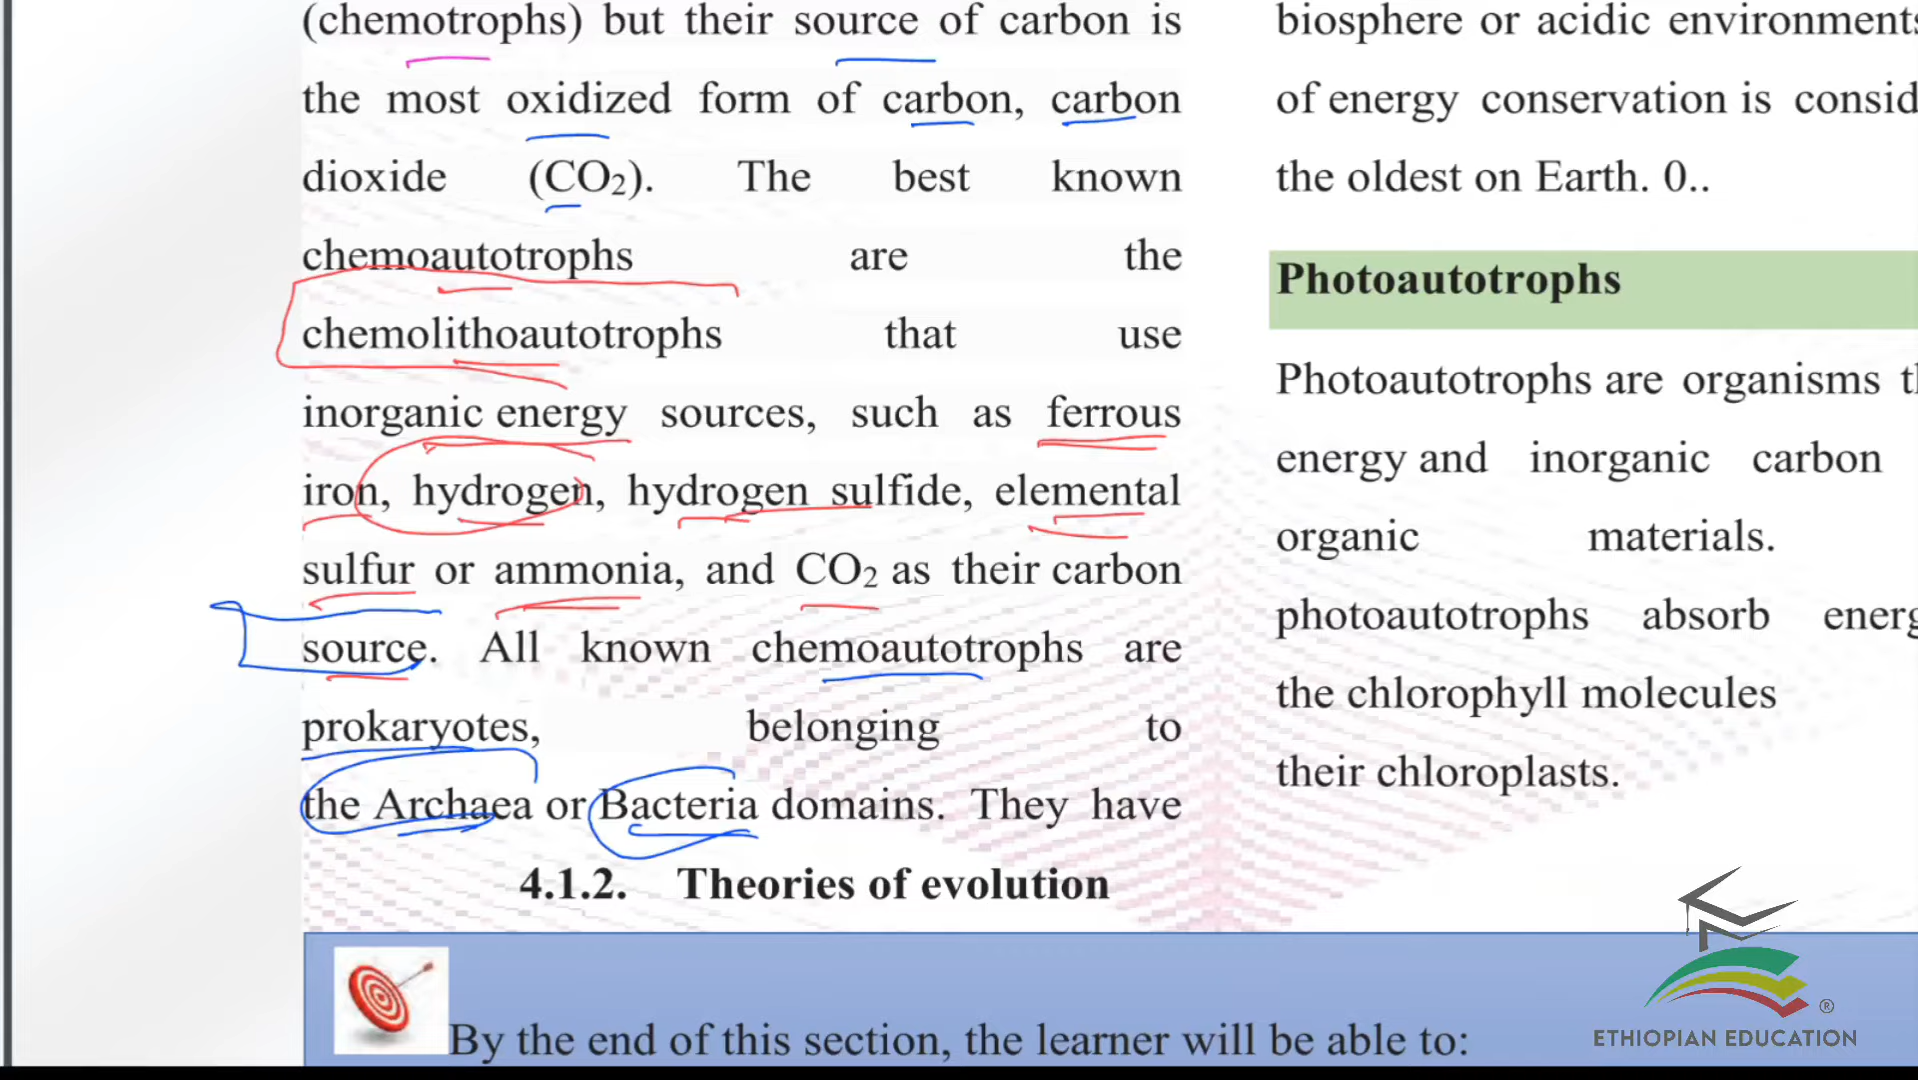 (chemotrophs) but their source of carbon is
the most oxidized form of carbon, carbon
dioxide (CO₂). The best known
chemoautotrophs are the
chemolithoautotrophs that use
inorganic energy sources, such as ferrous
iron, hydrogen, hydrogen sulfide, elemental
sulfur or ammonia, and CO₂ as their carbon
source. All known chemoautotrophs are
prokaryotes, belonging to
the Archaea or Bacteria domains. They have
4.1.2. Theories of evolution
By the end of this section, the learner will be able to:
biosphere or acidic environments
of energy conservation is consid
the oldest on Earth. 0..
Photoautotrophs
Photoautotrophs are organisms th
energy and inorganic carbon
organic materials.
photoautotrophs absorb energ
the chlorophyll molecules
their chloroplasts.
ETHIOPIAN EDUCATION
®